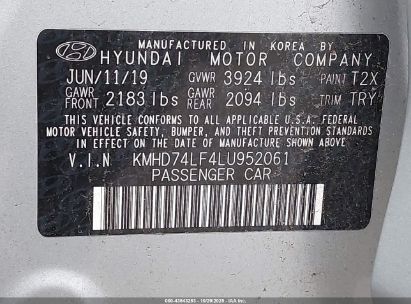 MANUFACTURED IN KOREA BY
HYUNDAI MOTOR COMPANY
JUN/11/19 GVWR 3924 lbs PAINT T2X
GAWR FRONT 2183 lbs GAWR REAR 2094 lbs TRIM TRY
THIS VEHICLE CONFORMS TO ALL APPLICABLE U.S.A. FEDERAL
MOTOR VEHICLE SAFETY, BUMPER, AND THEFT PREVENTION
STANDARDS IN EFFECT ON THE DATE OF MANUFACTURE
SHOWN ABOVE.
V.I.N KMHD74LF4LU952061
PASSENGER CAR